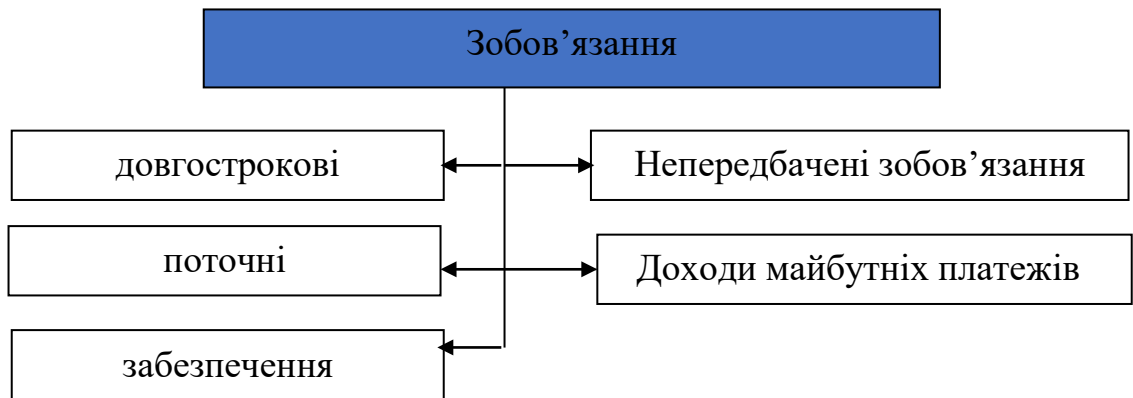 Зобов’язання
довгострокові
Непередбачені зобов’язання
поточні
Доходи майбутніх платежів
забезпечення